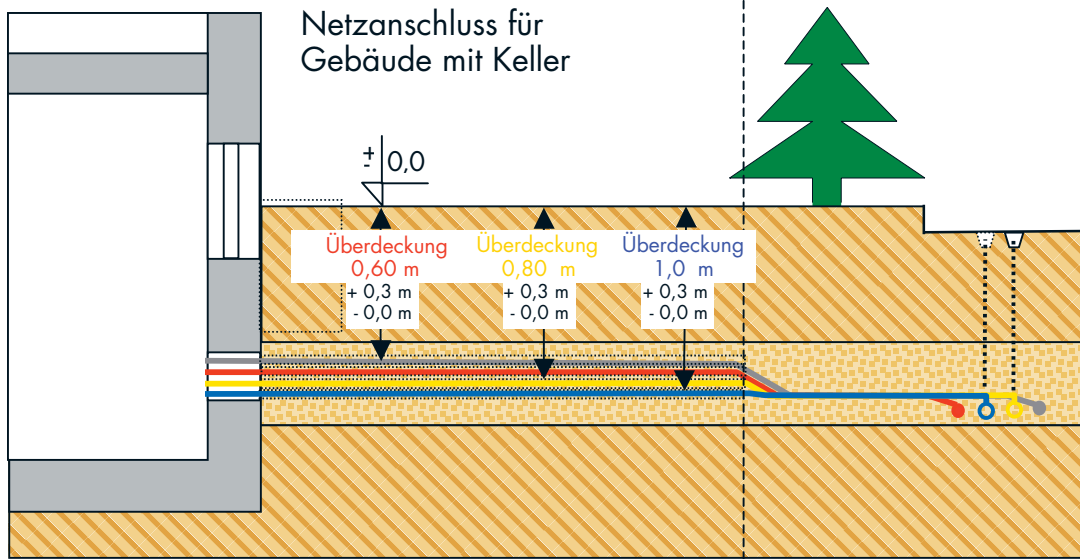 Netzanschluss für
Gebäude mit Keller
+
- 0,0
Überdeckung
0,60 m
+ 0,3 m
- 0,0 m
Überdeckung
0,80 m
+ 0,3 m
- 0,0 m
Überdeckung
1,0 m
+ 0,3 m
- 0,0 m